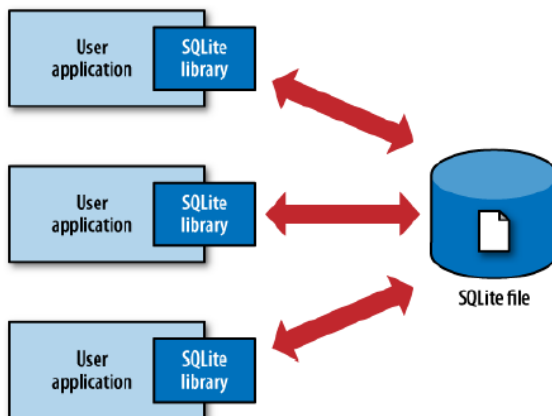 User
application
SQLite
library
User
application
SQLite
library
SQLite file
User
application
SQLite
library